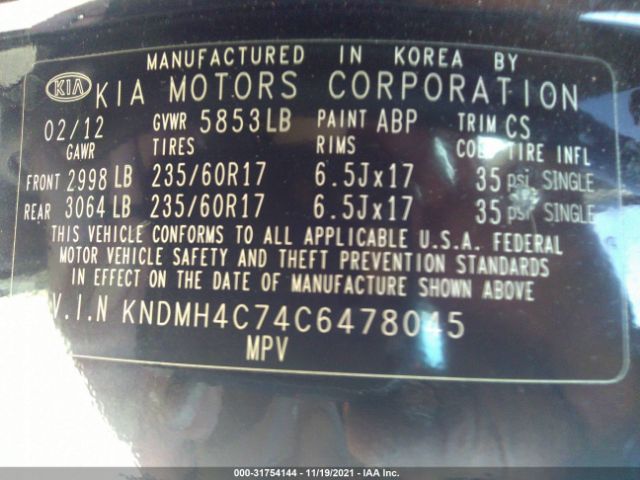 MANUFACTURED IN KOREA BY
KIA KIA MOTORS CORPORATION
02/12 GVWR 5853LB PAINT ABP TRIM CS
GAWR TIRES RIMS COLD TIRE INFL
FRONT 2998 LB 235/60R17 6.5Jx17 35 psi SINGLE
REAR 3064 LB 235/60R17 6.5Jx17 35 psi SINGLE
THIS VEHICLE CONFORMS TO ALL APPLICABLE U.S.A. FEDERAL
MOTOR VEHICLE SAFETY AND THEFT PREVENTION STANDARDS
IN EFFECT ON THE DATE OF MANUFACTURE SHOWN ABOVE
V.I.N KNDMH4C74C6478045
MPV
000-31754144 - 11/19/2021 - IAA Inc.